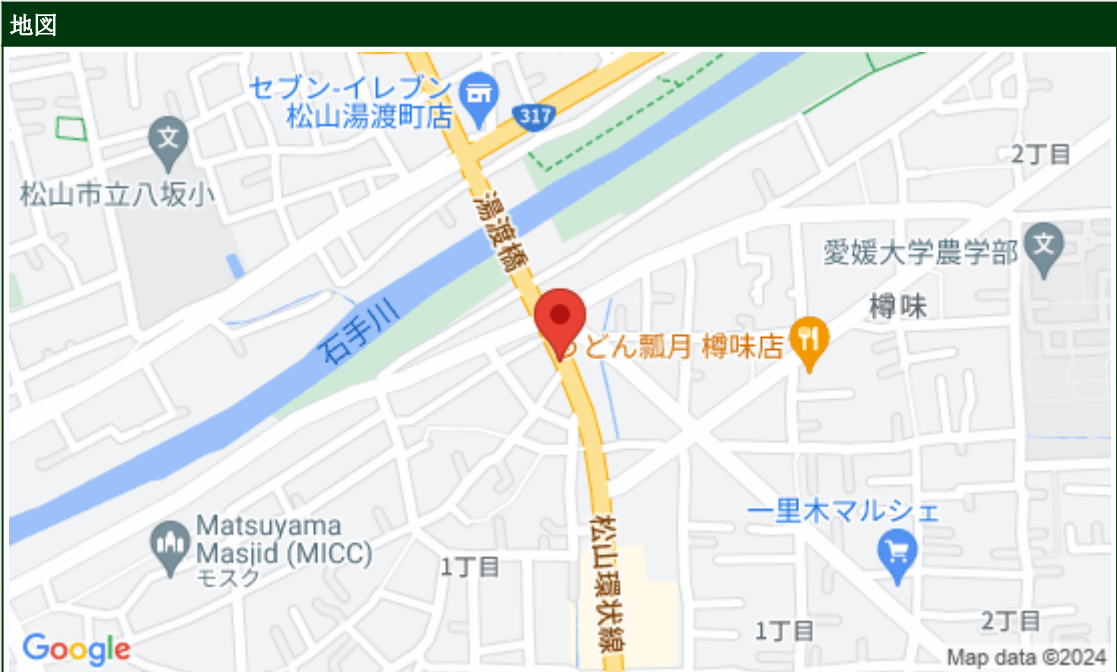 地図
セブン-イレブン
松山湯渡町店
317
2丁目
松山市立八坂小
湯渡橋
愛媛大学農学部
樽味
石手川
うどん瓢月 樽味店
一里木マルシェ
Matsuyama
Masjid (MICC)
モスク
1丁目
松山環状線
2丁目
1丁目
Google
Map data ©2024